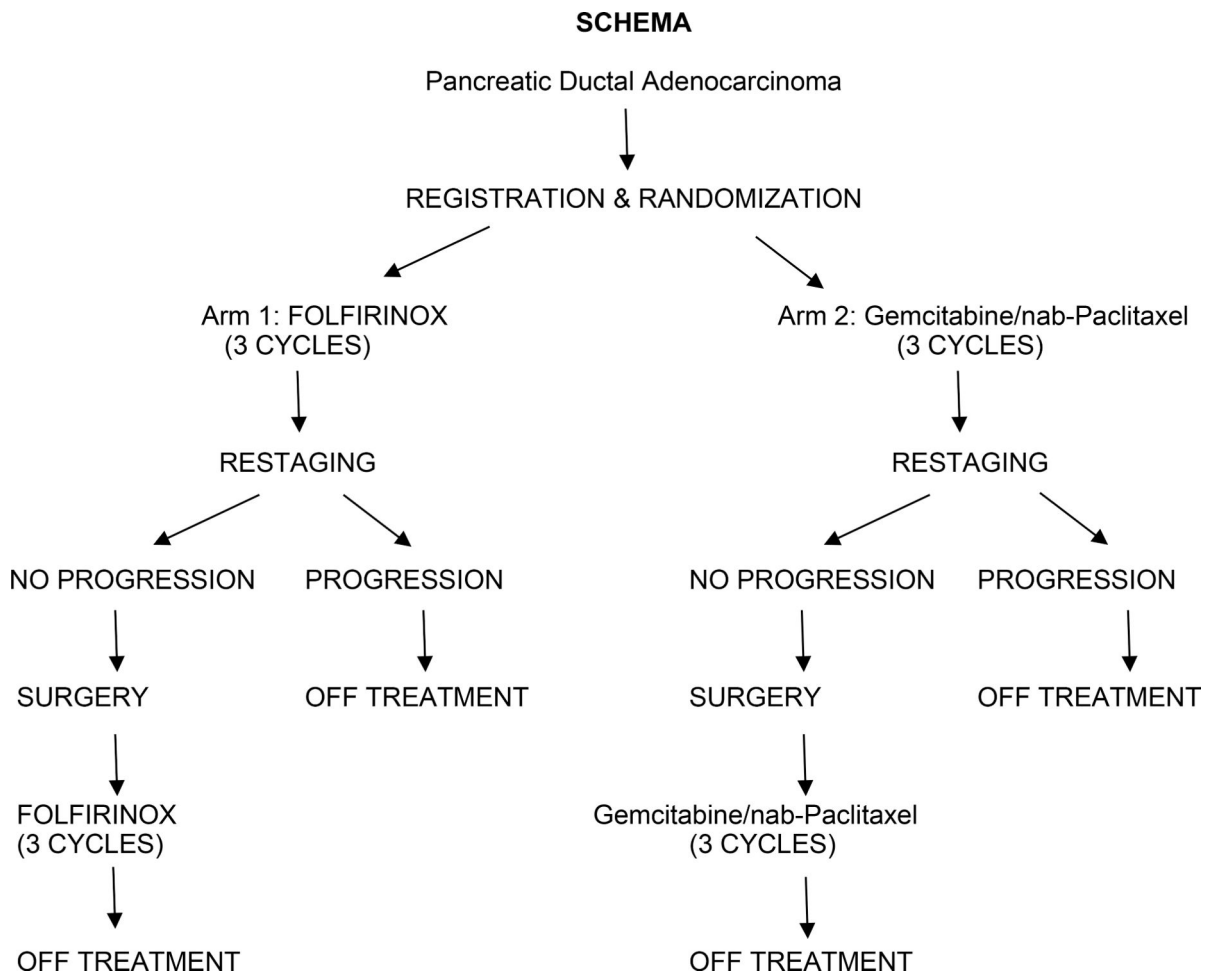 SCHEMA
Pancreatic Ductal Adenocarcinoma
REGISTRATION & RANDOMIZATION
Arm 1: FOLFIRINOX
(3 CYCLES)
Arm 2: Gemcitabine/nab-Paclitaxel
(3 CYCLES)
RESTAGING
RESTAGING
NO PROGRESSION
PROGRESSION
NO PROGRESSION
PROGRESSION
SURGERY
OFF TREATMENT
SURGERY
OFF TREATMENT
FOLFIRINOX
(3 CYCLES)
Gemcitabine/nab-Paclitaxel
(3 CYCLES)
OFF TREATMENT
OFF TREATMENT